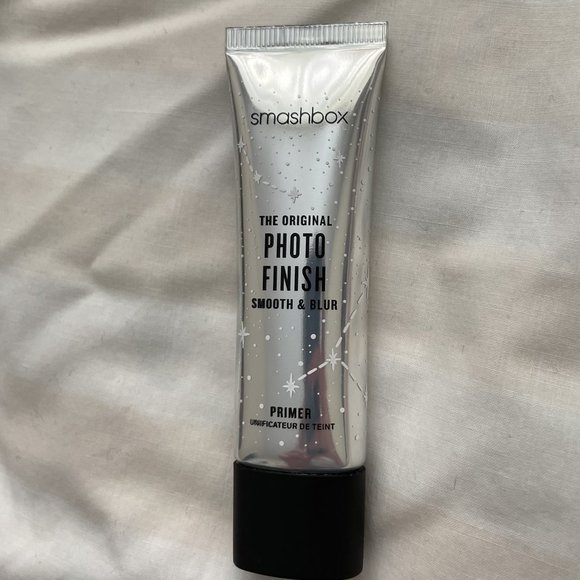 smashbox
THE ORIGINAL
PHOTO
FINISH
SMOOTH & BLUR
PRIMER
UNIFICATEUR DE TEINT